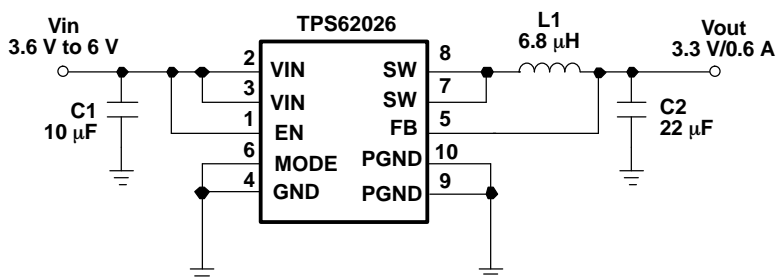 TPS62026
Vin
3.6 V to 6 V
L1
6.8 μH
Vout
3.3 V/0.6 A
2 VIN SW 8
3 VIN SW 7
1 EN FB 5
6 MODE PGND 10
4 GND PGND 9
C1
10 μF
C2
22 μF